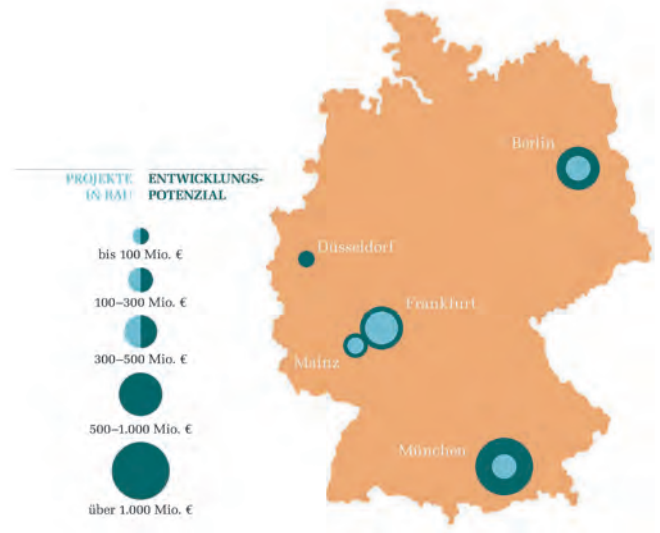 PROJEKTE
IN BAU
ENTWICKLUNGS-
POTENZIAL
bis 100 Mio. €
100–300 Mio. €
300–500 Mio. €
500–1.000 Mio. €
über 1.000 Mio. €
Berlin
Düsseldorf
Frankfurt
Mainz
München